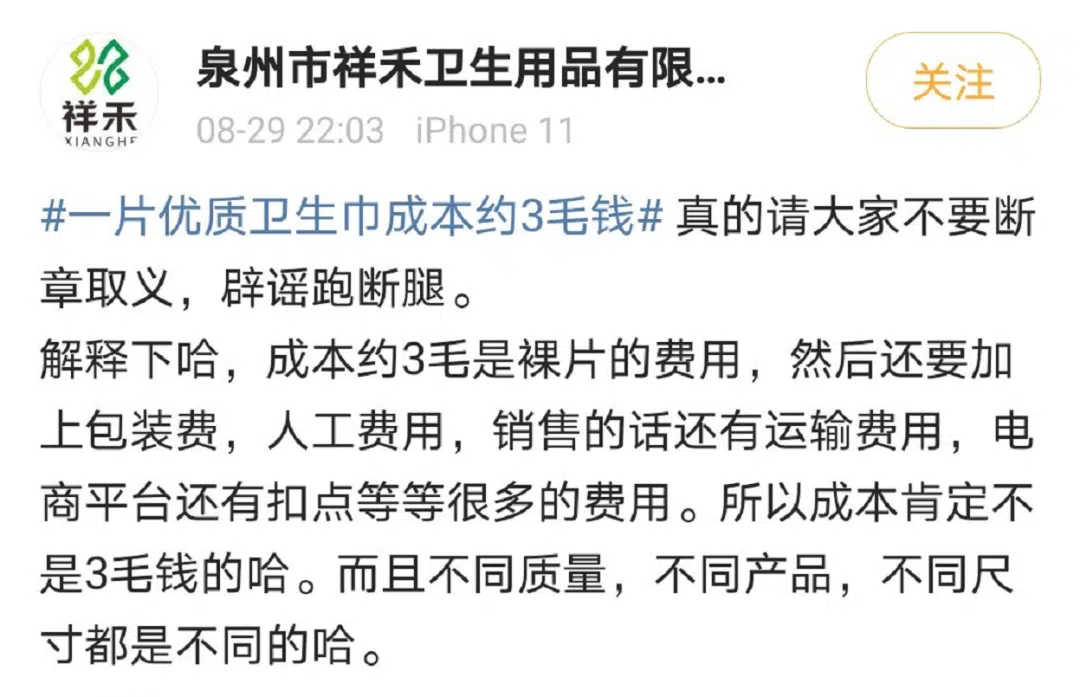 祥禾
XIANGHE
泉州市祥禾卫生用品有限...
08-29 22:03 iPhone 11
关注
#一片优质卫生巾成本约3毛钱# 真的请大家不要断
章取义，辟谣跑断腿。
解释下哈，成本约3毛是裸片的费用，然后还要加
上包装费，人工费用，销售的话还有运输费用，电
商平台还有扣点等等很多的费用。所以成本肯定不
是3毛钱的哈。而且不同质量，不同产品，不同尺
寸都是不同的哈。